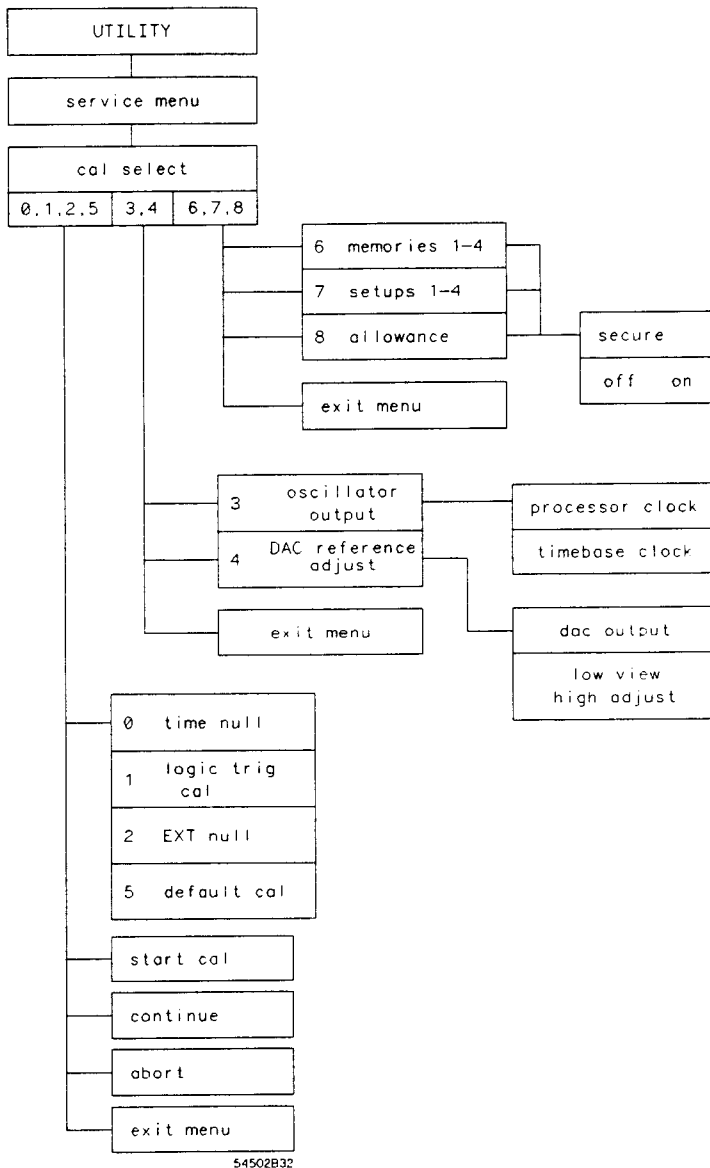 UTILITY
service menu
cal select
0,1,2,5 3,4 6,7,8
6 memories 1-4
7 setups 1-4
8 allowance
secure
off on
exit menu
3 oscillator
output
4 DAC reference
adjust
processor clock
timebase clock
exit menu
dac output
low view
high adjust
0 time null
1 logic trig
cal
2 EXT null
5 default cal
start cal
continue
abort
exit menu
54502B32